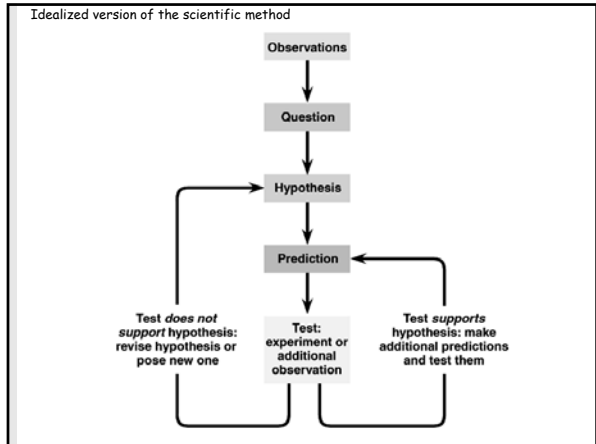 Idealized version of the scientific method
Observations
Question
Hypothesis
Prediction
Test does not
support hypothesis:
revise hypothesis or
pose new one
Test:
experiment or
additional
observation
Test supports
hypothesis: make
additional predictions
and test them